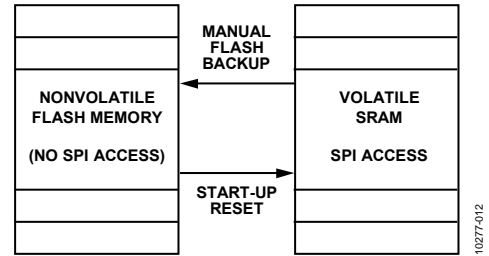 MANUAL
FLASH
BACKUP
NONVOLATILE
FLASH MEMORY
(NO SPI ACCESS)
VOLATILE
SRAM
SPI ACCESS
START-UP
RESET
10277-012